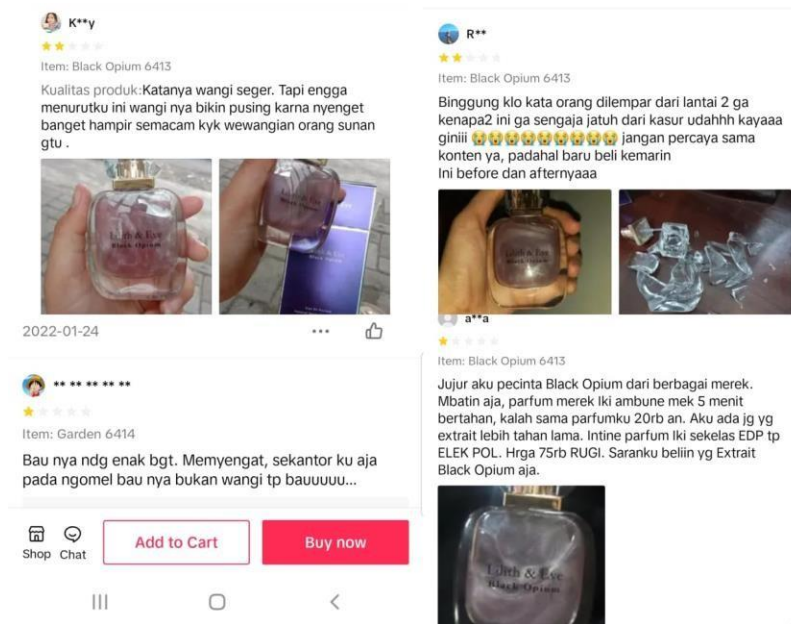 K**y
Item: Black Opium 6413
Kualitas produk:Katanya wangi seger. Tapi engga
menurutku ini wangi nya bikin pusing karna nyenget
banget hampir semacam kyk wewangian orang sunan
gtu .
Lilith & Eve
Black Opium
Black Opium
2022-01-24
** ** ** ** **
Item: Garden 6414
Bau nya ndg enak bgt. Memyengat, sekantor ku aja
pada ngomel bau nya bukan wangi tp bauuuuu...
Shop
Chat
Add to Cart
Buy now
R**
Item: Black Opium 6413
Binggung klo kata orang dilempar dari lantai 2 ga
kenapa2 ini ga sengaja jatuh dari kasur udahhh kayaaa
giniii 😭😭😭😭😭😭😭😭😭 jangan percaya sama
konten ya, padahal baru beli kemarin
Ini before dan afternyaaa
Lilith & Eve
Black Opium
a**a
Item: Black Opium 6413
Jujur aku pecinta Black Opium dari berbagai merek.
Mbatin aja, parfum merek Iki ambune mek 5 menit
bertahan, kalah sama parfumku 20rb an. Aku ada jg yg
extrait lebih tahan lama. Intine parfum Iki sekelas EDP tp
ELEK POL. Hrga 75rb RUGI. Saranku beliin yg Extrait
Black Opium aja.
Lilith & Eve
Black Opium